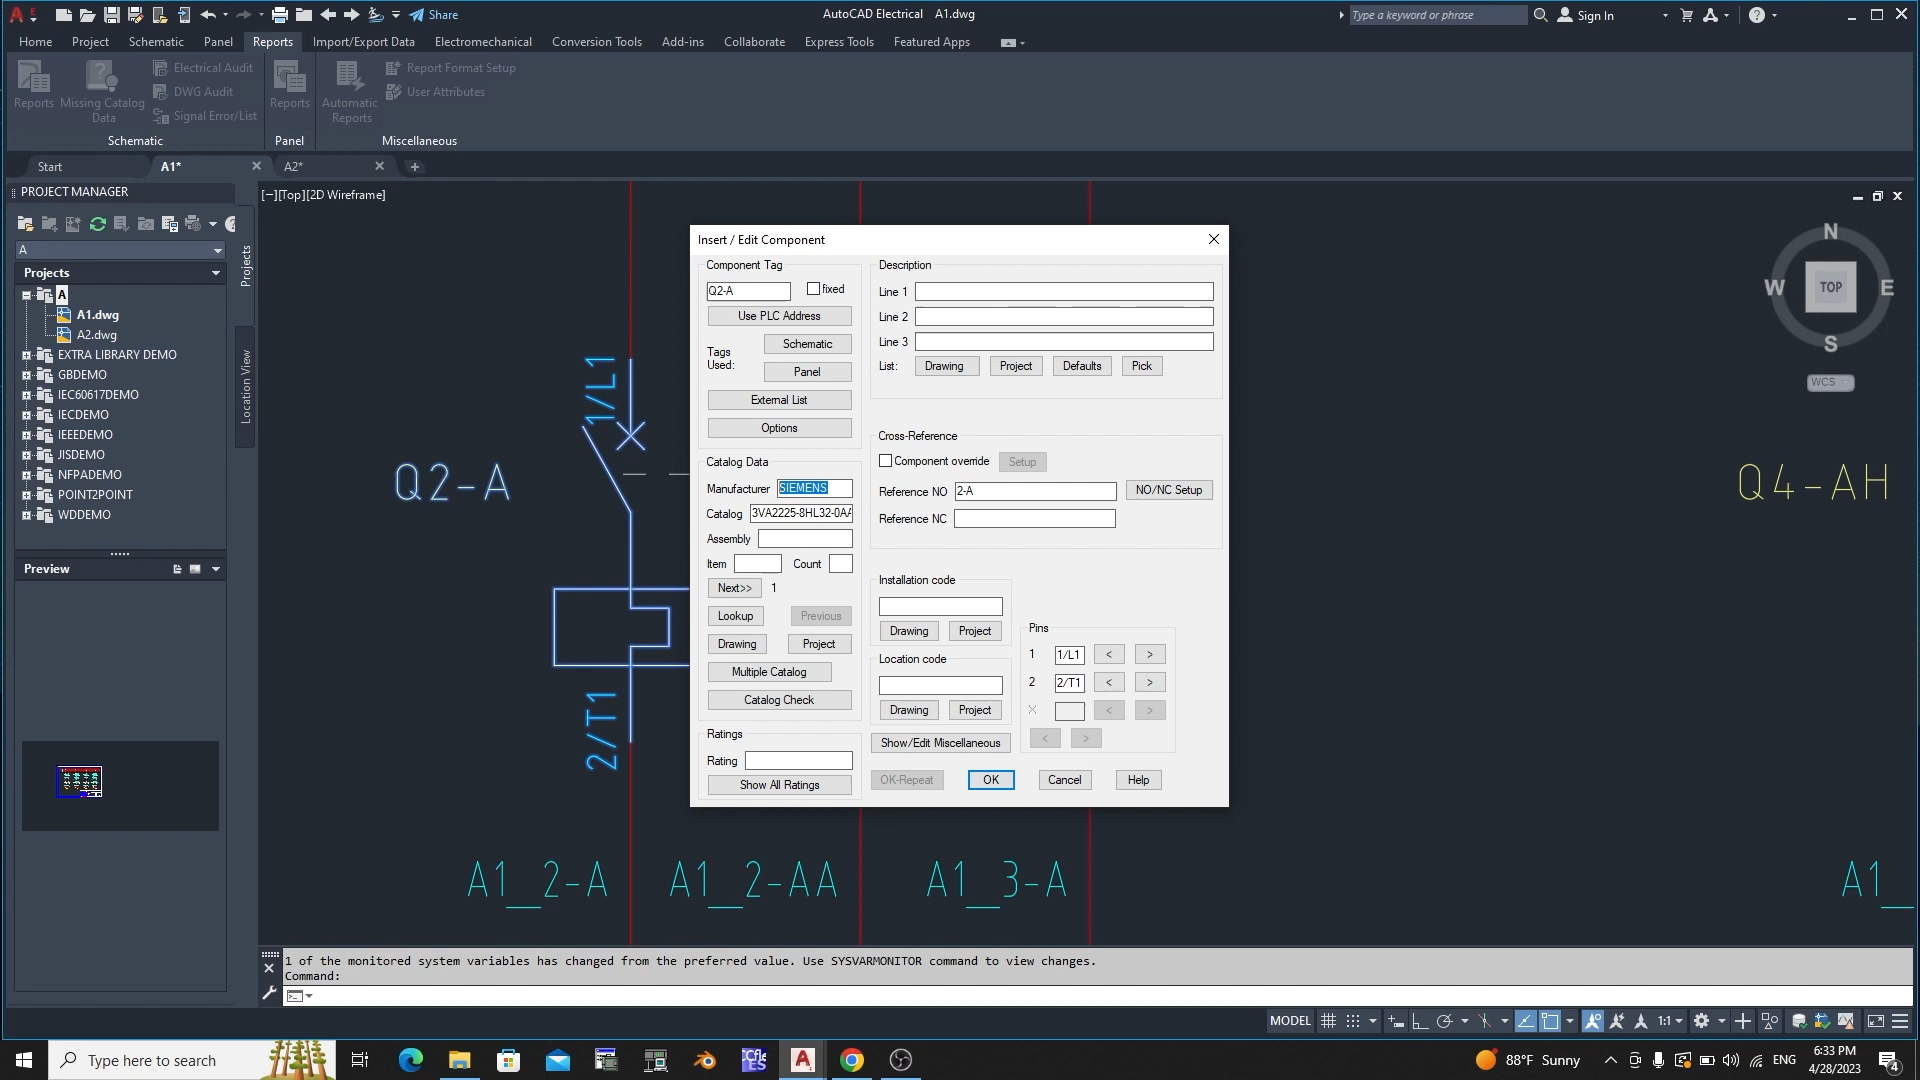 Share
AutoCAD Electrical A1.dwg
Type a keyword or phrase
Sign In
Home Project Schematic Panel Reports Import/Export Data Electromechanical Conversion Tools Add-ins Collaborate Express Tools Featured Apps
Reports
Missing Catalog Data
Electrical Audit
DWG Audit
Signal Error/List
Reports
Automatic Reports
Report Format Setup
User Attributes
Schematic Panel Miscellaneous
Start A1* A2*
PROJECT MANAGER
A
Projects
A
A1.dwg
A2.dwg
EXTRA LIBRARY DEMO
GBDEMO
IEC60617DEMO
IECDEMO
IEEEDEMO
JISDEMO
NFPADEMO
POINT2POINT
WDDEMO
Preview
Projects
Location View
[−][Top][2D Wireframe]
1/L1
Q2-A
2/T1
A1__2-A A1__2-AA A1__3-A A1__
Q4-AH
N
W TOP E
S
WCS
Insert / Edit Component
Component Tag
Q2-A fixed
Use PLC Address
Tags Used:
Schematic
Panel
External List
Options
Catalog Data
Manufacturer SIEMENS
Catalog 3VA2225-8HL32-0AA
Assembly
Item Count
Next>> 1
Lookup Previous
Drawing Project
Multiple Catalog
Catalog Check
Ratings
Rating
Show All Ratings
Description
Line 1
Line 2
Line 3
List: Drawing Project Defaults Pick
Cross-Reference
Component override Setup
Reference NO 2-A NO/NC Setup
Reference NC
Installation code
Drawing Project
Location code
Drawing Project
Show/Edit Miscellaneous
Pins
1 1/L1 < >
2 2/T1 < >
X < >
< >
OK-Repeat OK Cancel Help
1 of the monitored system variables has changed from the preferred value. Use SYSVARMONITOR command to view changes.
Command:
MODEL 1:1
Type here to search
88°F Sunny
ENG
6:33 PM
4/28/2023
4